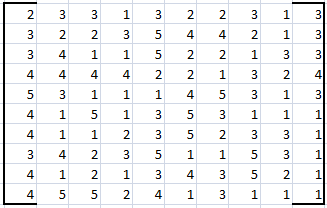 2 3 3 1 3 2 2 3 1 3
3 2 2 3 5 4 4 2 1 3
3 4 1 1 5 2 2 1 3 3
4 4 4 4 2 2 1 3 2 4
5 3 1 1 1 4 5 3 1 3
4 1 5 1 3 5 3 1 1 1
4 1 1 2 3 5 2 3 3 1
3 4 2 3 5 1 1 5 3 1
4 1 2 1 3 4 3 5 2 1
4 5 5 2 4 1 3 1 1 1